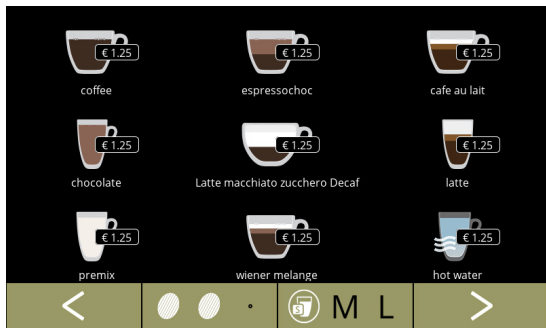 € 1.25 € 1.25 € 1.25
coffee espressochoc cafe au lait
€ 1.25 € 1.25 € 1.25
chocolate Latte macchiato zucchero Decaf latte
€ 1.25 € 1.25 € 1.25
premix wiener melange hot water
< S M L >